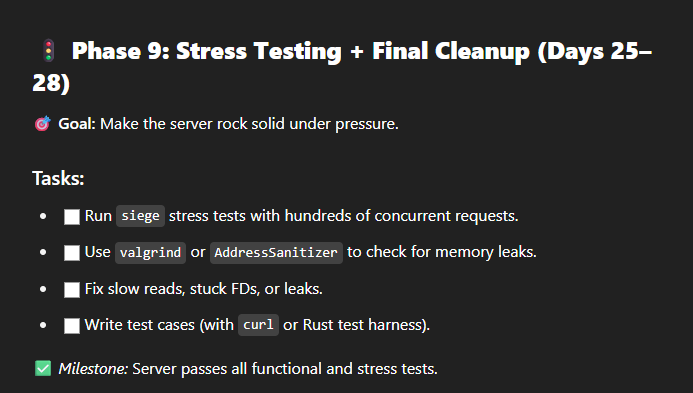 🚦 Phase 9: Stress Testing + Final Cleanup (Days 25–
28)
🎯 Goal: Make the server rock solid under pressure.
Tasks:
• ⬜ Run siege stress tests with hundreds of concurrent requests.
• ⬜ Use valgrind or AddressSanitizer to check for memory leaks.
• ⬜ Fix slow reads, stuck FDs, or leaks.
• ⬜ Write test cases (with curl or Rust test harness).
✅ Milestone: Server passes all functional and stress tests.